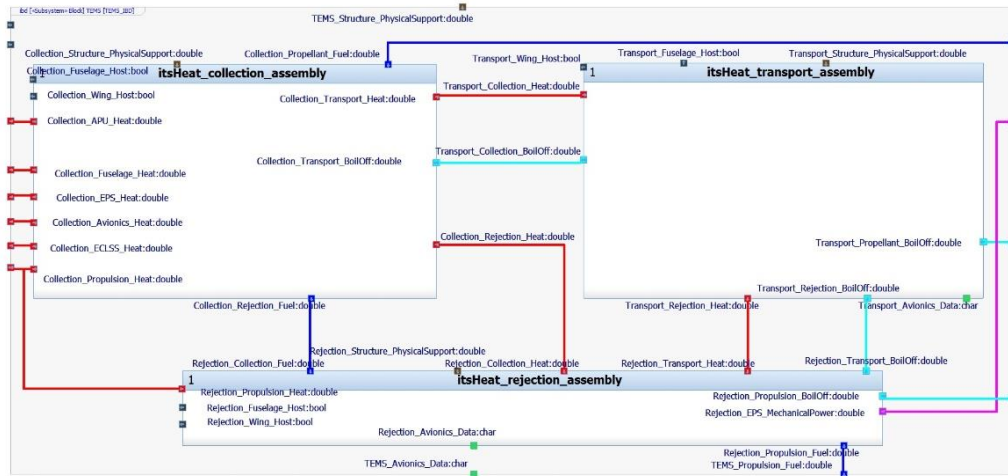 ibd [«Subsystem» Block] TEMS [TEMS_IBD]
TEMS_Structure_PhysicalSupport:double
Collection_Structure_PhysicalSupport:double
Collection_Propellant_Fuel:double
Transport_Wing_Host:bool
Transport_Fuselage_Host:bool
Transport_Structure_PhysicalSupport:double
1
itsHeat_collection_assembly
Collection_Fuselage_Host:bool
1
itsHeat_transport_assembly
Collection_Wing_Host:bool
Collection_Transport_Heat:double
Transport_Collection_Heat:double
Collection_APU_Heat:double
Collection_Transport_BoilOff:double
Transport_Collection_BoilOff:double
Collection_Fuselage_Heat:double
Collection_EPS_Heat:double
Collection_Avionics_Heat:double
Collection_Rejection_Heat:double
Collection_ECLSS_Heat:double
Transport_Propellant_BoilOff:double
Collection_Propulsion_Heat:double
Transport_Rejection_BoilOff:double
Collection_Rejection_Fuel:double
Transport_Rejection_Heat:double
Transport_Avionics_Data:char
Rejection_Structure_PhysicalSupport:double
Rejection_Collection_Fuel:double
Rejection_Collection_Heat:double
Rejection_Transport_Heat:double
Rejection_Transport_BoilOff:double
1
itsHeat_rejection_assembly
Rejection_Propulsion_Heat:double
Rejection_Propulsion_BoilOff:double
Rejection_Fuselage_Host:bool
Rejection_EPS_MechanicalPower:double
Rejection_Wing_Host:bool
Rejection_Avionics_Data:char
Rejection_Propulsion_Fuel:double
TEMS_Avionics_Data:char
TEMS_Propulsion_Fuel:double